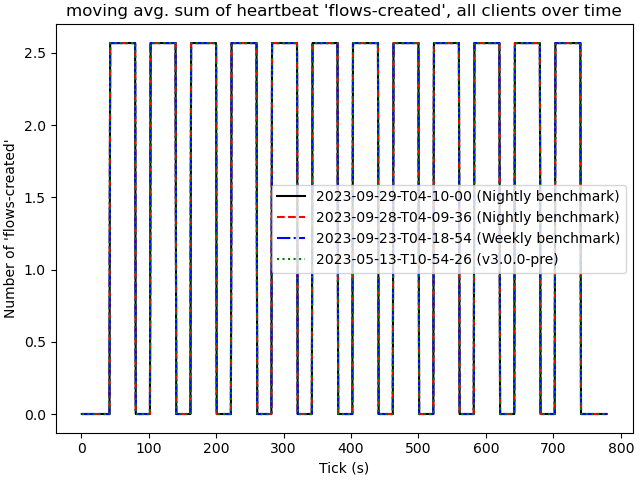 moving avg. sum of heartbeat 'flows-created', all clients over time
Number of 'flows-created'
2.5
2.0
1.5
1.0
0.5
0.0
2023-09-29-T04-10-00 (Nightly benchmark)
2023-09-28-T04-09-36 (Nightly benchmark)
2023-09-23-T04-18-54 (Weekly benchmark)
2023-05-13-T10-54-26 (v3.0.0-pre)
0 100 200 300 400 500 600 700 800
Tick (s)